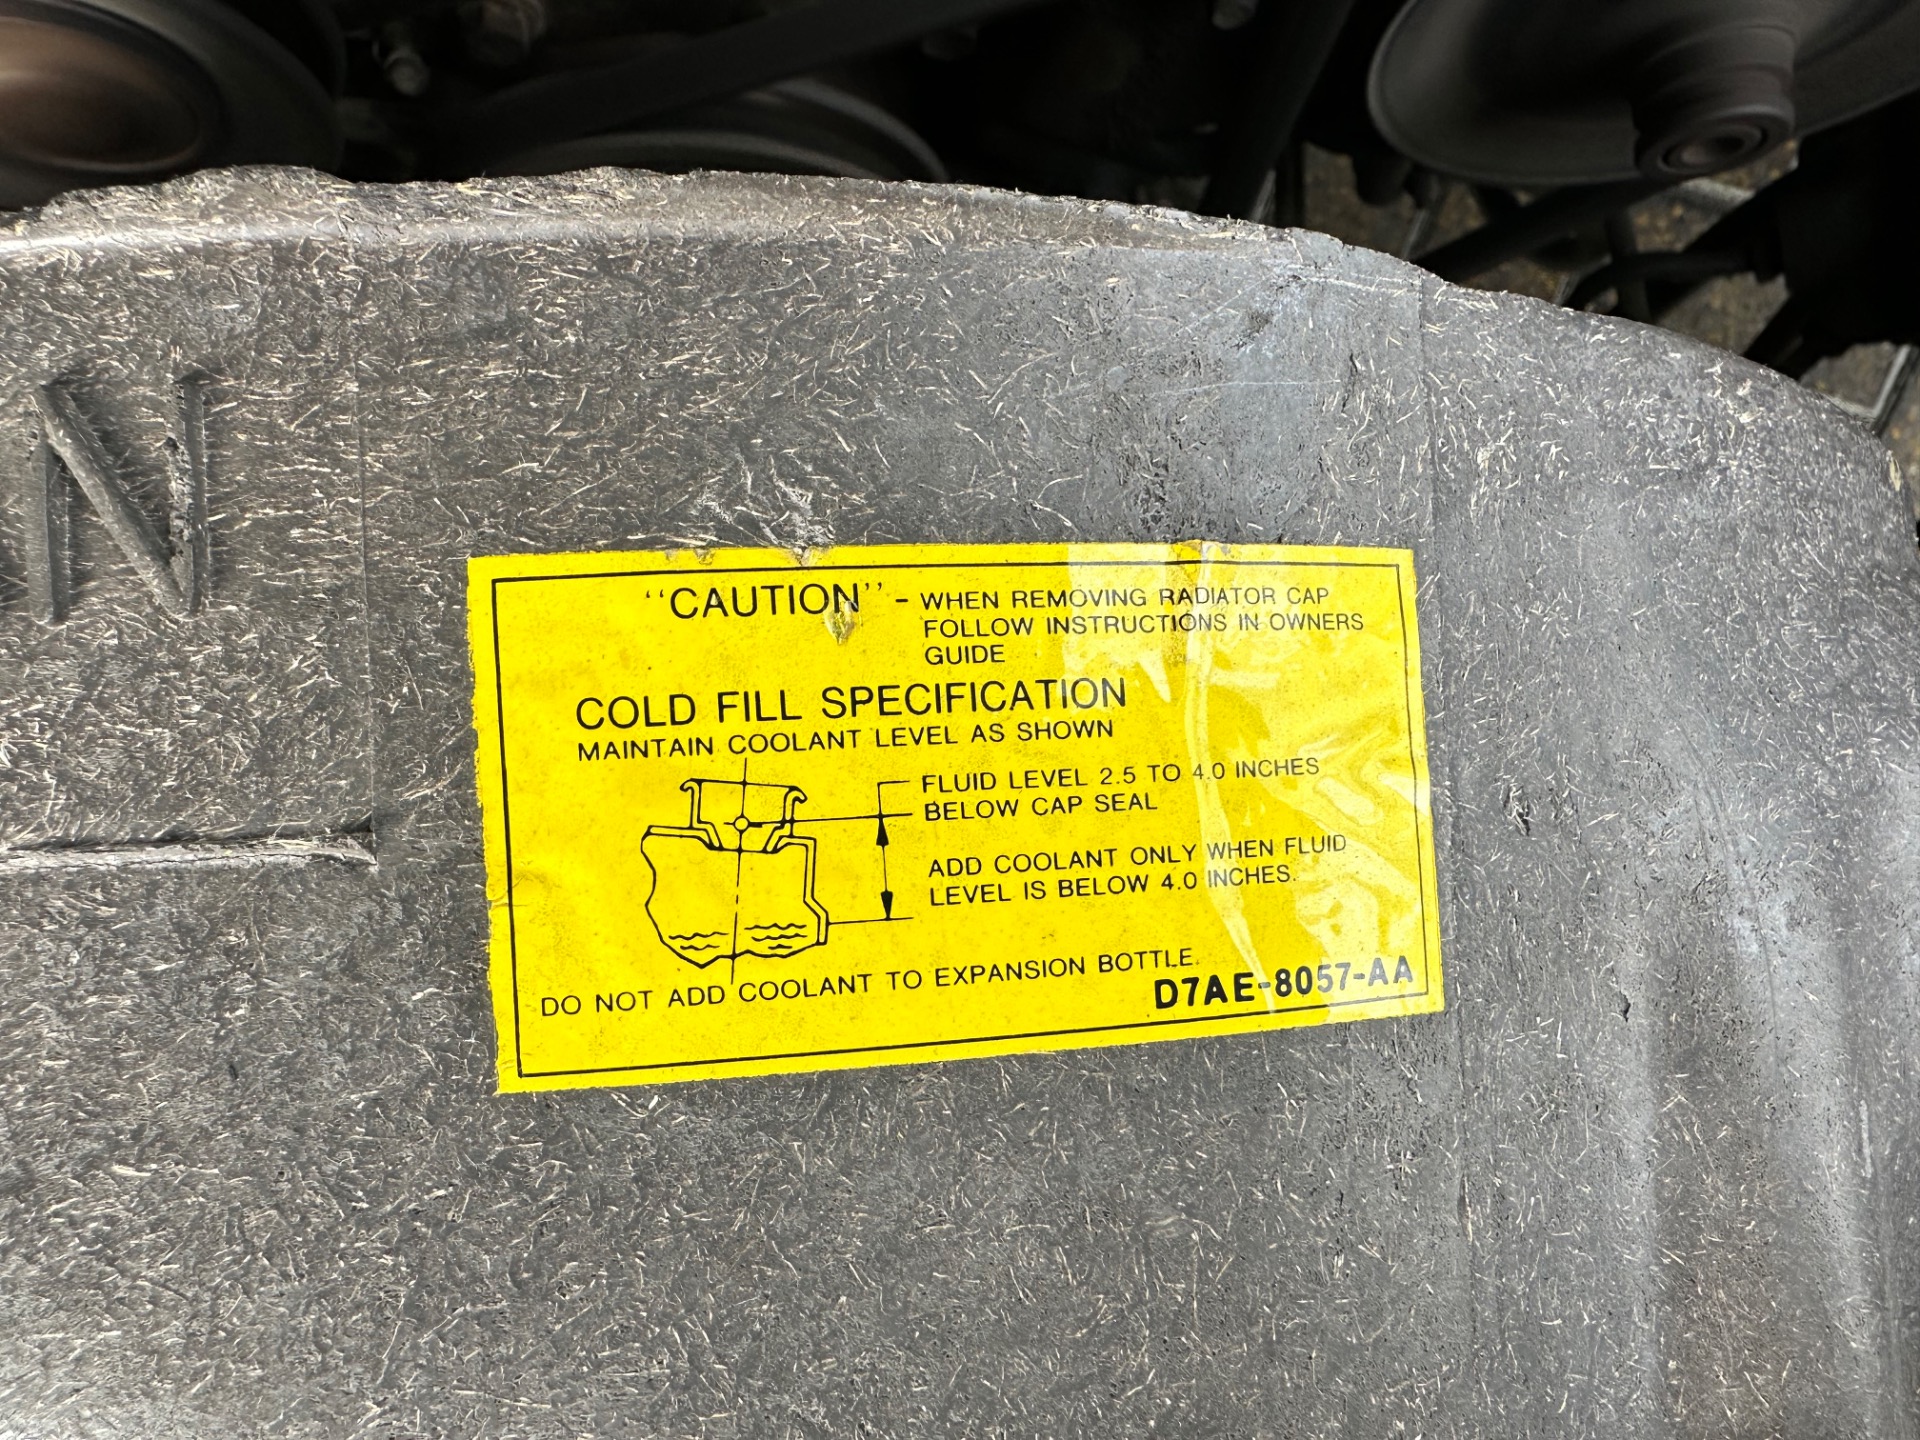 N
"CAUTION" - WHEN REMOVING RADIATOR CAP
FOLLOW INSTRUCTIONS IN OWNERS
GUIDE
COLD FILL SPECIFICATION
MAINTAIN COOLANT LEVEL AS SHOWN
FLUID LEVEL 2.5 TO 4.0 INCHES
BELOW CAP SEAL
ADD COOLANT ONLY WHEN FLUID
LEVEL IS BELOW 4.0 INCHES.
DO NOT ADD COOLANT TO EXPANSION BOTTLE.
D7AE-8057-AA